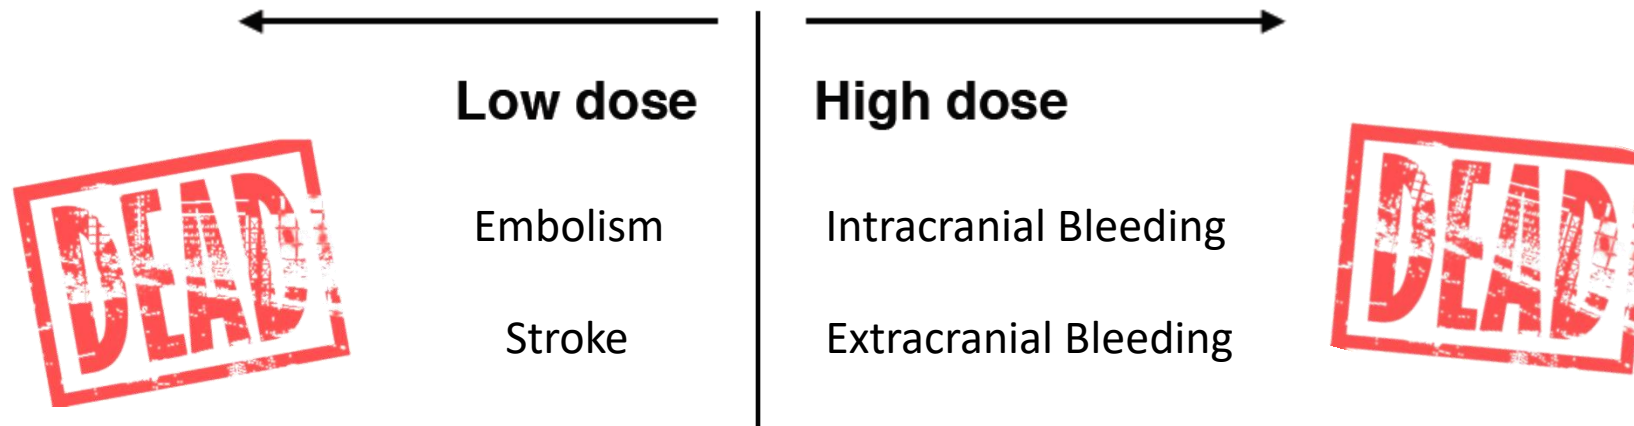 Low dose
High dose
DEAD
Embolism
Intracranial Bleeding
DEAD
Stroke
Extracranial Bleeding